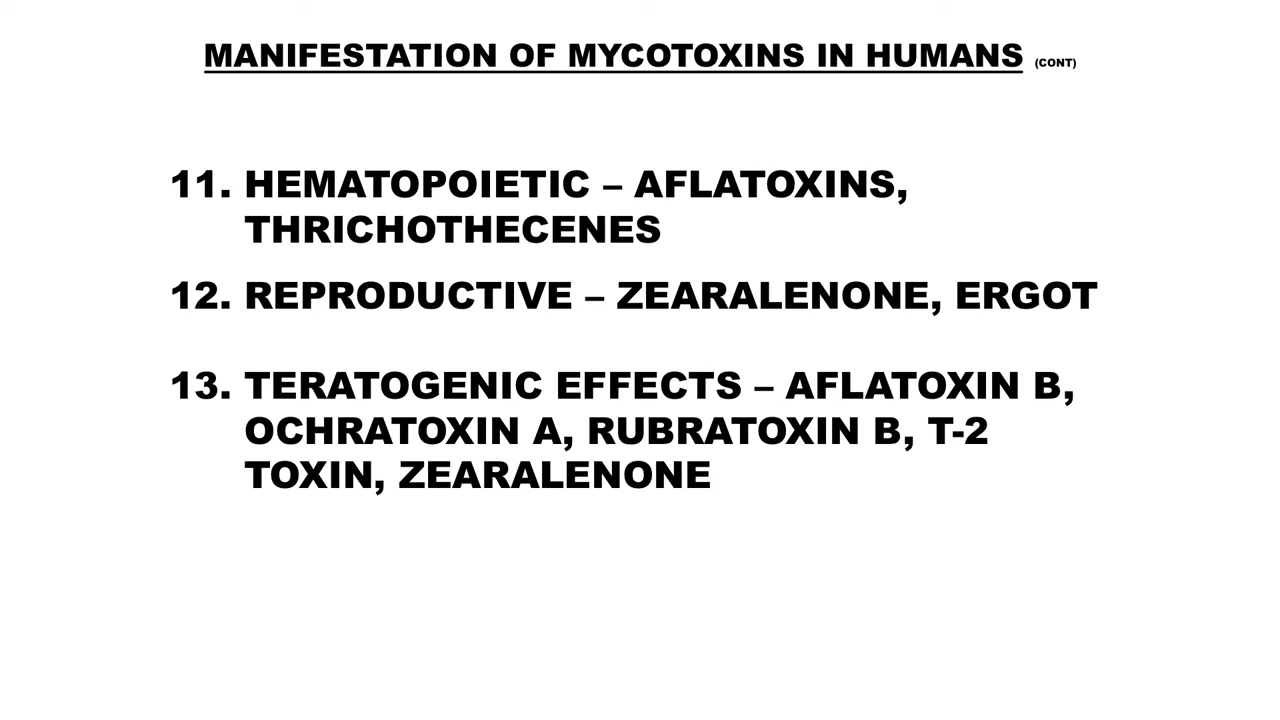 MANIFESTATION OF MYCOTOXINS IN HUMANS (CONT)
11. HEMATOPOIETIC – AFLATOXINS,
THRICHOTHECENES
12. REPRODUCTIVE – ZEARALENONE, ERGOT
13. TERATOGENIC EFFECTS – AFLATOXIN B,
OCHRATOXIN A, RUBRATOXIN B, T-2
TOXIN, ZEARALENONE